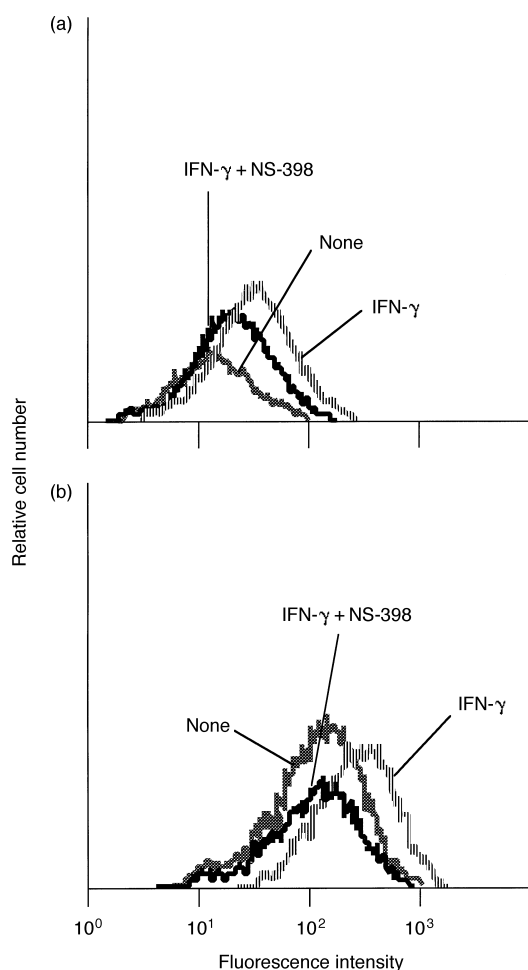 (a)
IFN-γ + NS-398
None
IFN-γ
Relative cell number
(b)
IFN-γ + NS-398
None
IFN-γ
10⁰ 10¹ 10² 10³
Fluorescence intensity